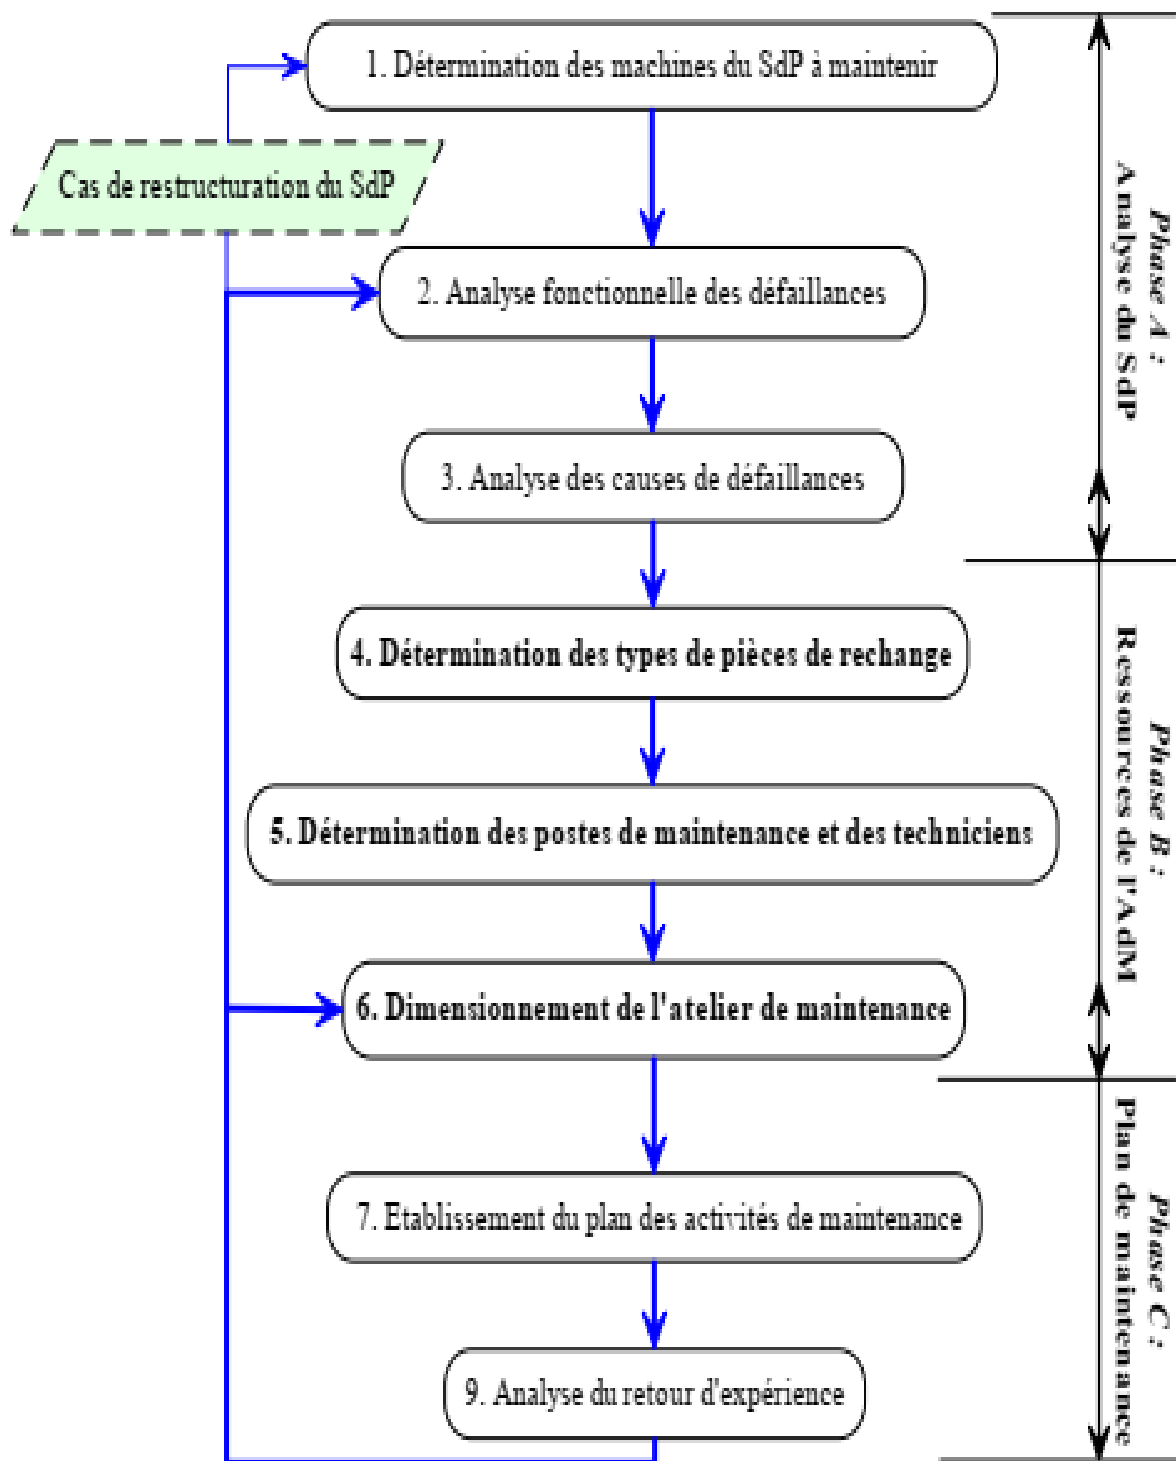 1. Détermination des machines du SdP à maintenir
Cas de restructuration du SdP
2. Analyse fonctionnelle des défaillances
3. Analyse des causes de défaillances
Phase A :
Analyse du SdP
4. Détermination des types de pièces de rechange
5. Détermination des postes de maintenance et des techniciens
6. Dimensionnement de l'atelier de maintenance
Phase B :
Ressources de l'AdM
7. Etablissement du plan des activités de maintenance
9. Analyse du retour d'expérience
Phase C :
Plan de maintenance